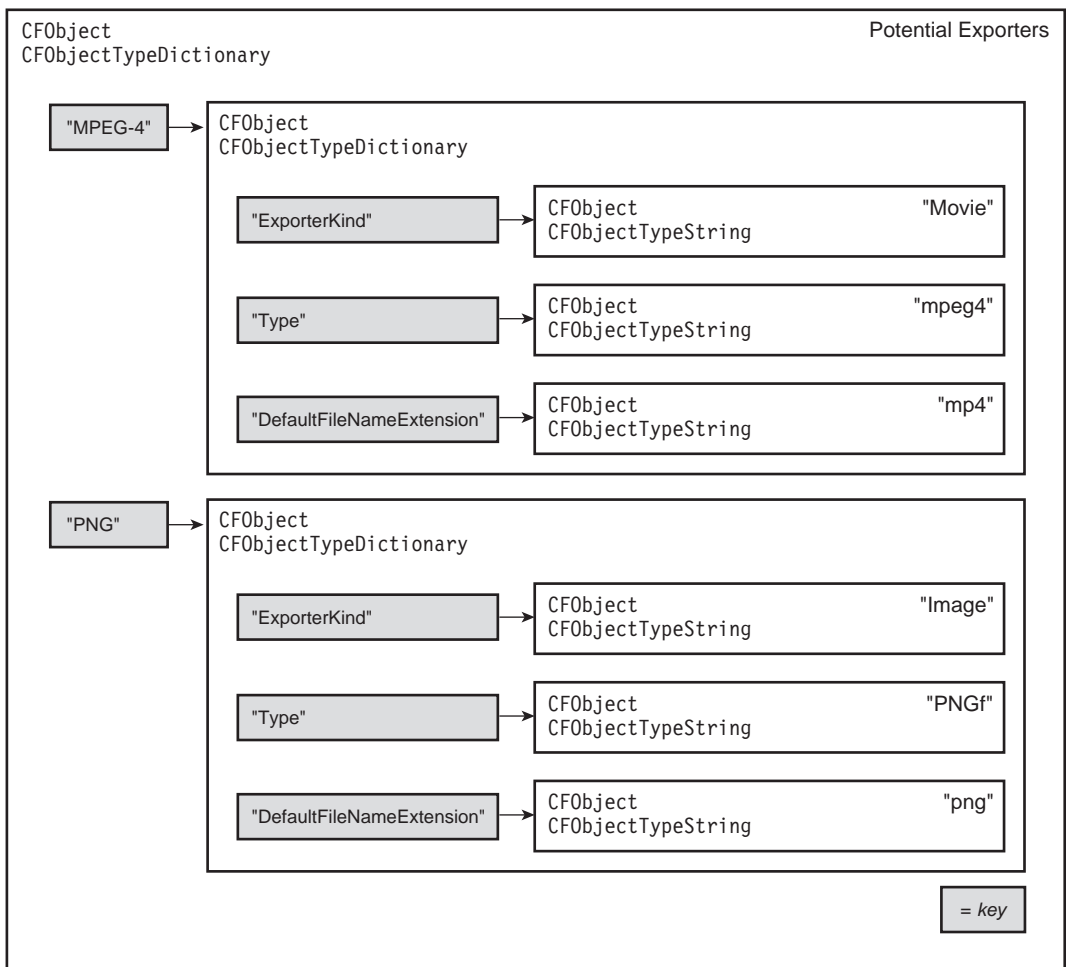 CFObject
Potential Exporters
CFObjectTypeDictionary
"MPEG-4"
CFObject
CFObjectTypeDictionary
"ExporterKind"
CFObject
"Movie"
CFObjectTypeString
"Type"
CFObject
"mpeg4"
CFObjectTypeString
"DefaultFileNameExtension"
CFObject
"mp4"
CFObjectTypeString
"PNG"
CFObject
CFObjectTypeDictionary
"ExporterKind"
CFObject
"Image"
CFObjectTypeString
"Type"
CFObject
"PNGf"
CFObjectTypeString
"DefaultFileNameExtension"
CFObject
"png"
CFObjectTypeString
= key